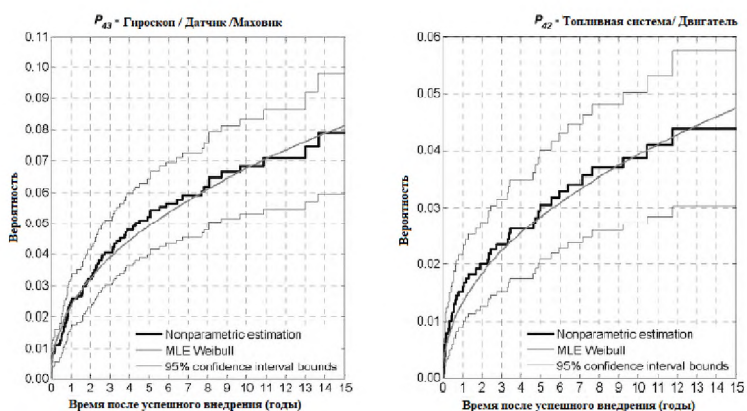 P43 - Гироскоп / Датчик /Маховик
Вероятность
0.11
0.10
0.09
0.08
0.07
0.06
0.05
0.04
0.03
0.02
0.01
0.00
Nonparametric estimation
MLE Weibull
95% confidence interval bounds
0 1 2 3 4 5 6 7 8 9 10 11 12 13 14 15
Время после успешного внедрения (годы)
P42 - Топливная система/ Двигатель
Вероятность
0.06
0.05
0.04
0.03
0.02
0.01
0.00
Nonparametric estimation
MLE Weibull
95% confidence interval bounds
0 1 2 3 4 5 6 7 8 9 10 11 12 13 14 15
Время после успешного внедрения (годы)